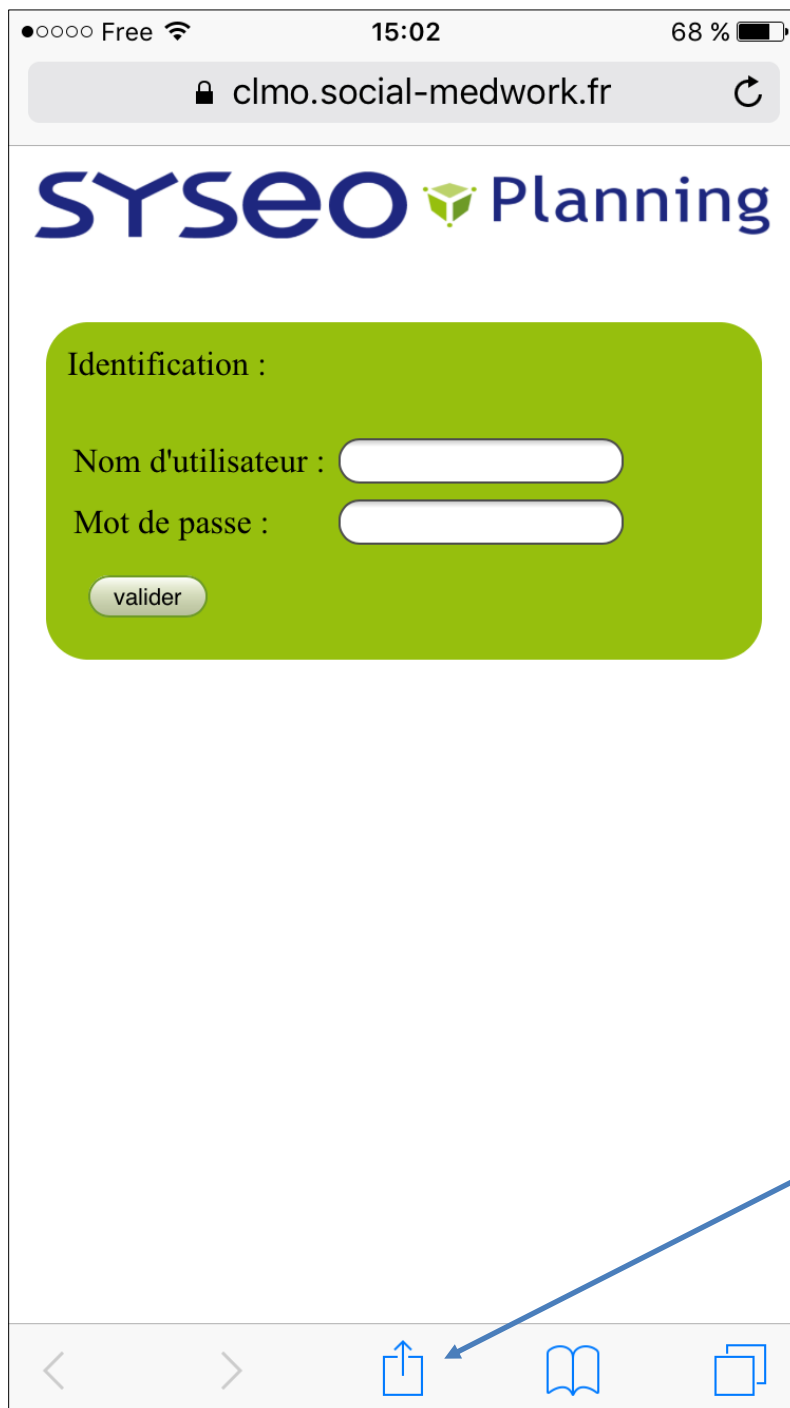 Free 15:02 68 %
clmo.social-medwork.fr
SYSEO Planning
Identification :
Nom d'utilisateur :
Mot de passe :
valider